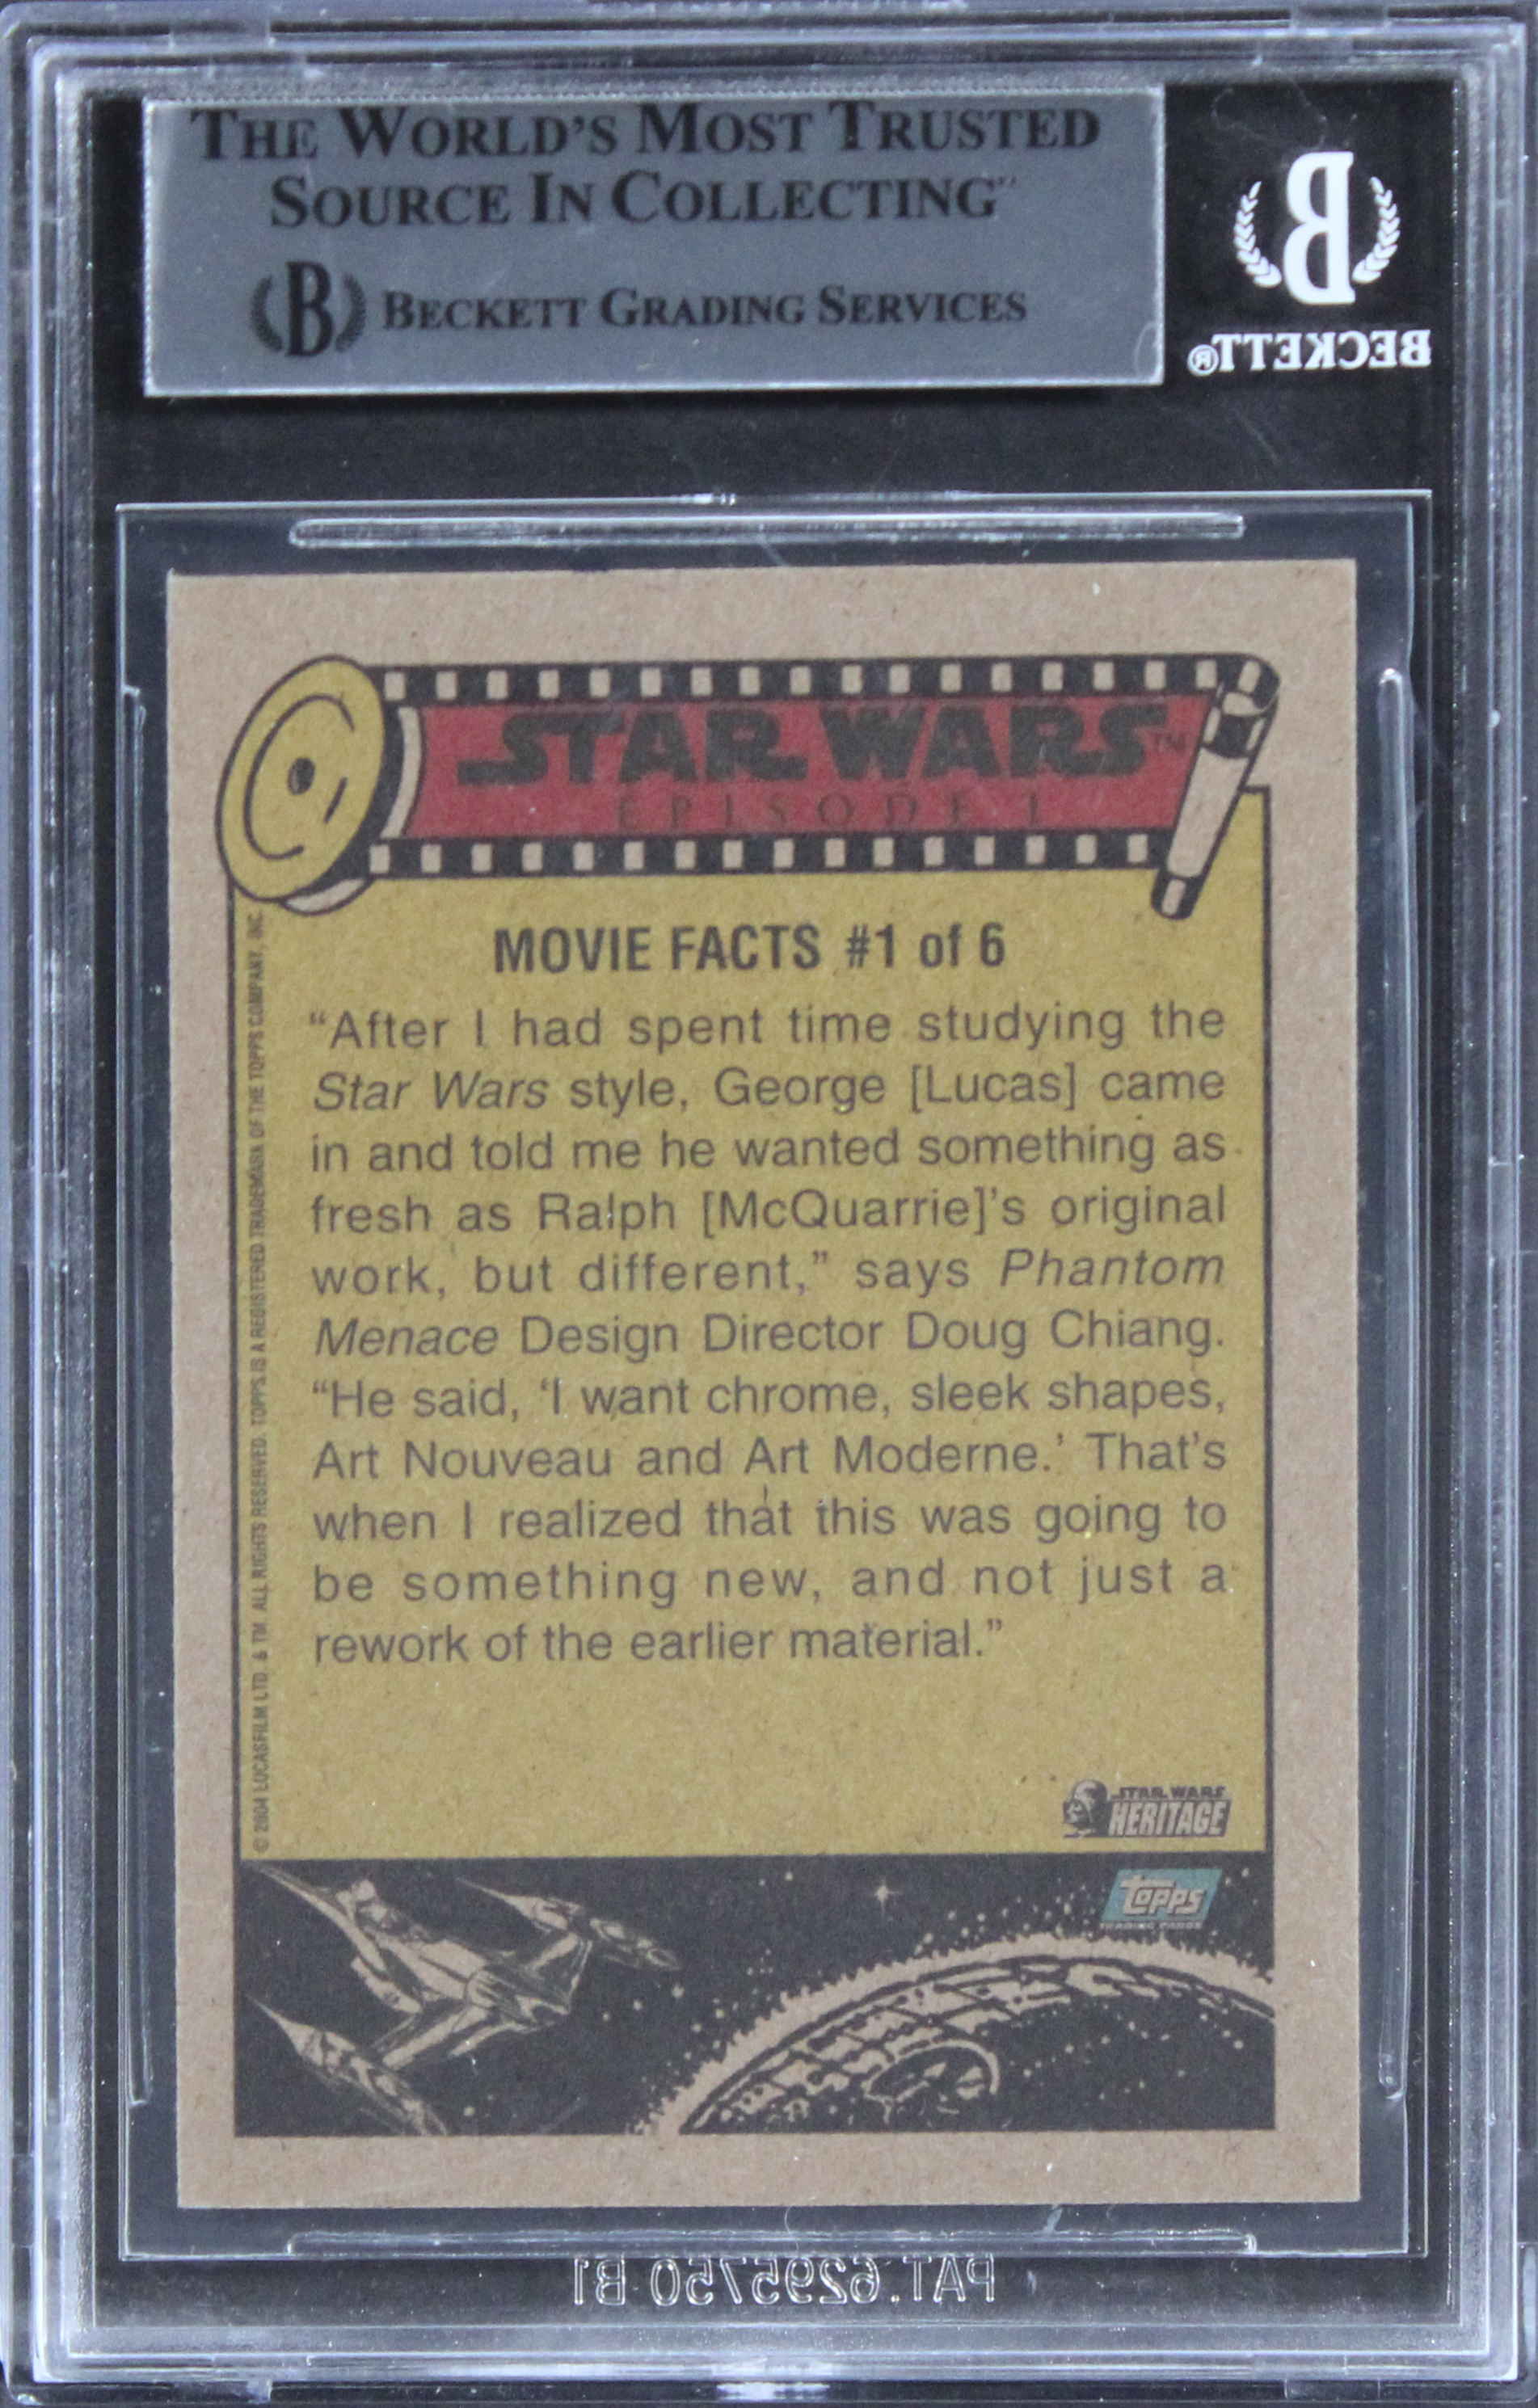 THE WORLD'S MOST TRUSTED
SOURCE IN COLLECTING™
B BECKETT GRADING SERVICES
B
BECKETT®
STAR WARS™
EPISODE I
MOVIE FACTS #1 of 6
“After I had spent time studying the
Star Wars style, George [Lucas] came
in and told me he wanted something as
fresh as Ralph [McQuarrie]’s original
work, but different,” says Phantom
Menace Design Director Doug Chiang.
“He said, ‘I want chrome, sleek shapes,
Art Nouveau and Art Moderne.’ That’s
when I realized that this was going to
be something new, and not just a
rework of the earlier material.”
© 2004 LUCASFILM LTD & TM ALL RIGHTS RESERVED. TOPPS IS A REGISTERED TRADEMARK OF THE TOPPS COMPANY, INC.
STAR WARS
HERITAGE
topps
TRADING CARDS
PAT.6295750 B1